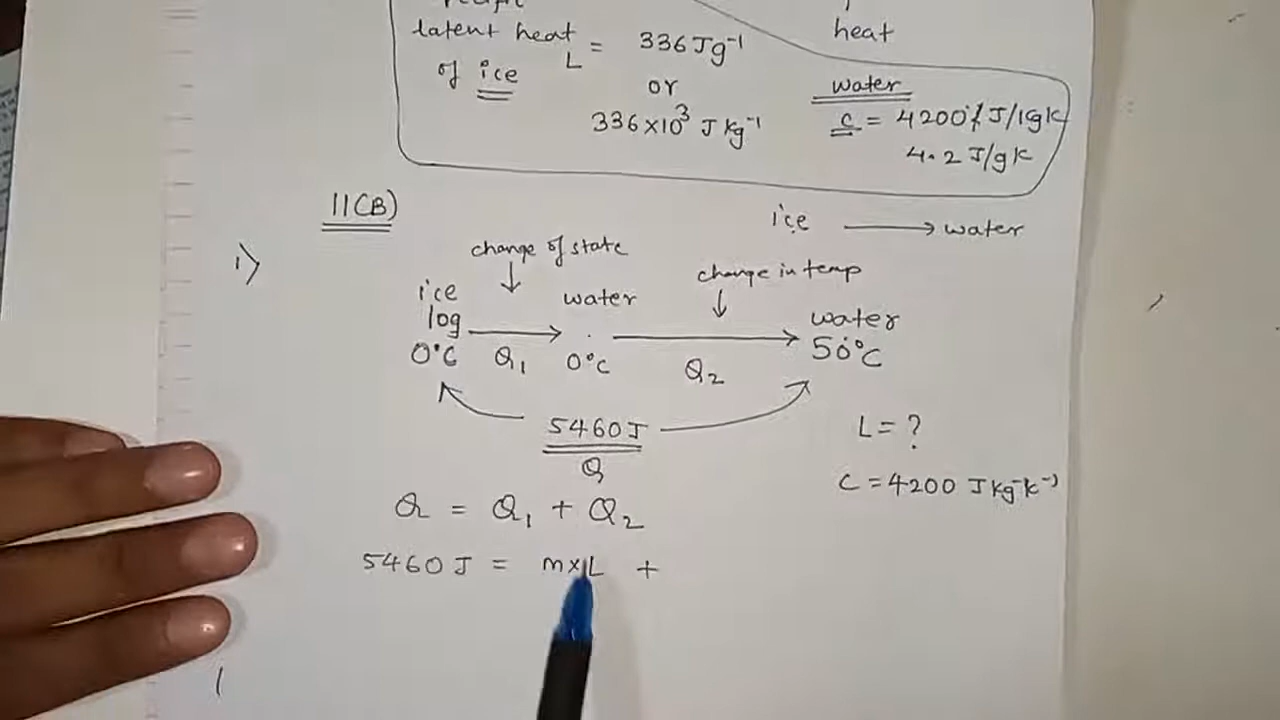 latent heat
of ice
L = 336 Jg⁻¹
or
336×10³ J kg⁻¹
heat
water
c = 4200 J/kgK
4.2 J/gK
11(B)
ice → water
1)
change of state
change in temp
ice
10g
0°C
Q₁
water
0°C
Q₂
water
50°C
5460 J
Q
L = ?
C = 4200 J kg⁻¹ K⁻¹
Q = Q₁ + Q₂
5460 J = m×L +